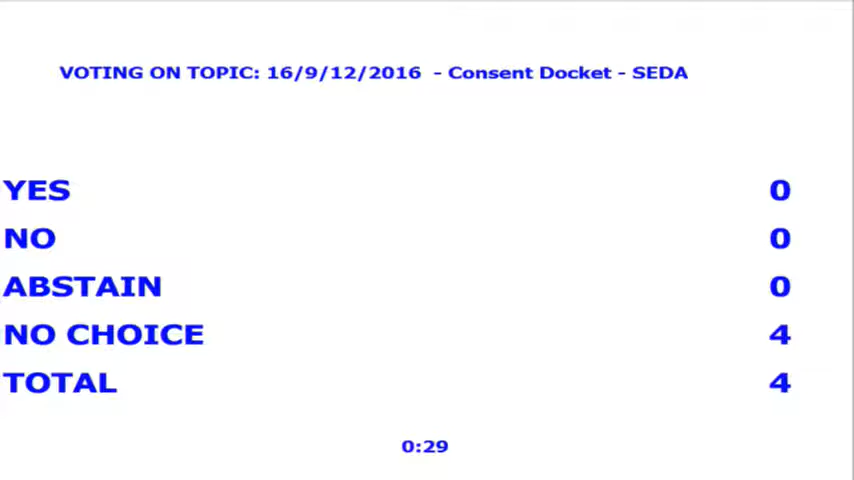 VOTING ON TOPIC: 16/9/12/2016 - Consent Docket - SEDA
YES 0
NO 0
ABSTAIN 0
NO CHOICE 4
TOTAL 4
0:29